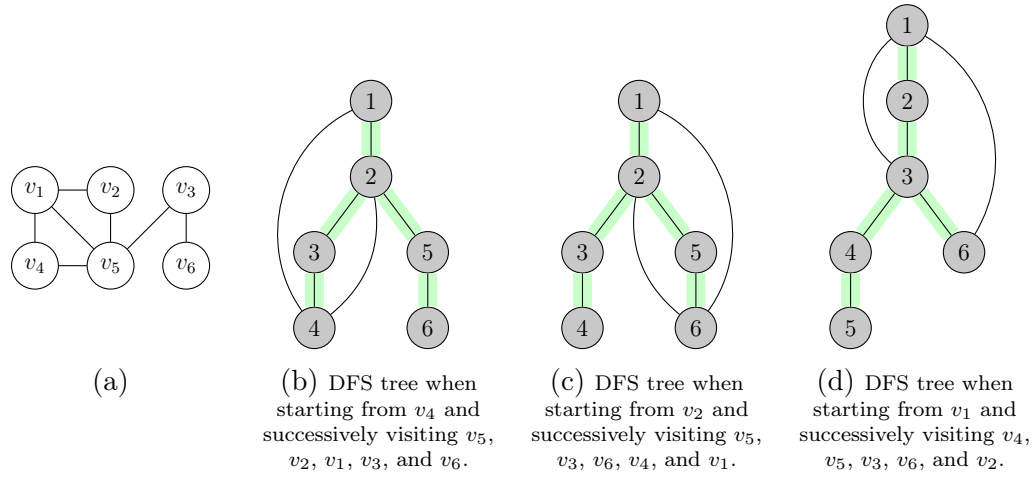 v1 v2 v3
v4 v5 v6
(a)
1
2
3 5
4 6
(b) DFS tree when
starting from v4 and
successively visiting v5,
v2, v1, v3, and v6.
1
2
3 5
4 6
(c) DFS tree when
starting from v2 and
successively visiting v5,
v3, v6, v4, and v1.
1
2
3
4 6
5
(d) DFS tree when
starting from v1 and
successively visiting v4,
v5, v3, v6, and v2.